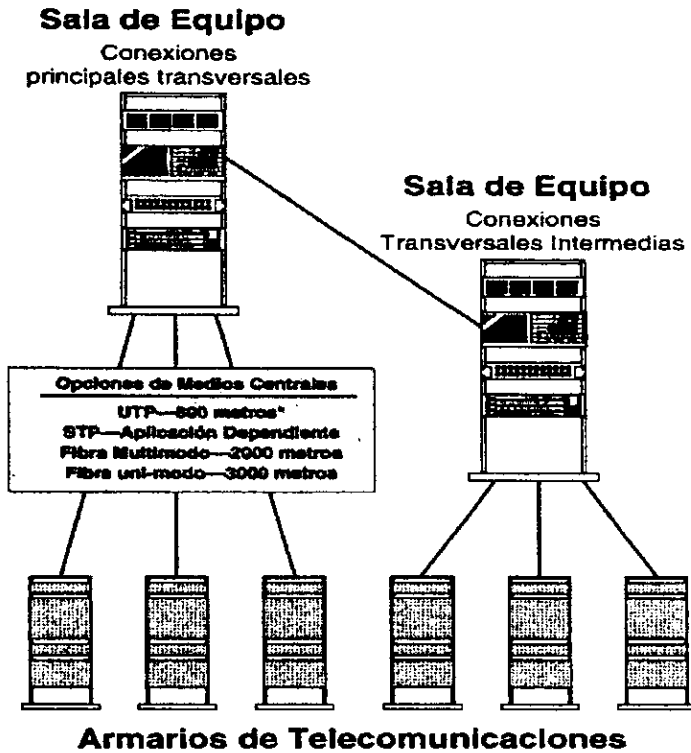 Sala de Equipo
Conexiones
principales transversales
Sala de Equipo
Conexiones
Transversales Intermedias
Opciones de Medios Centrales
UTP—800 metros*
STP—Aplicación Dependiente
Fibra Multimodo—2000 metros
Fibra uni-modo—3000 metros
Armarios de Telecomunicaciones